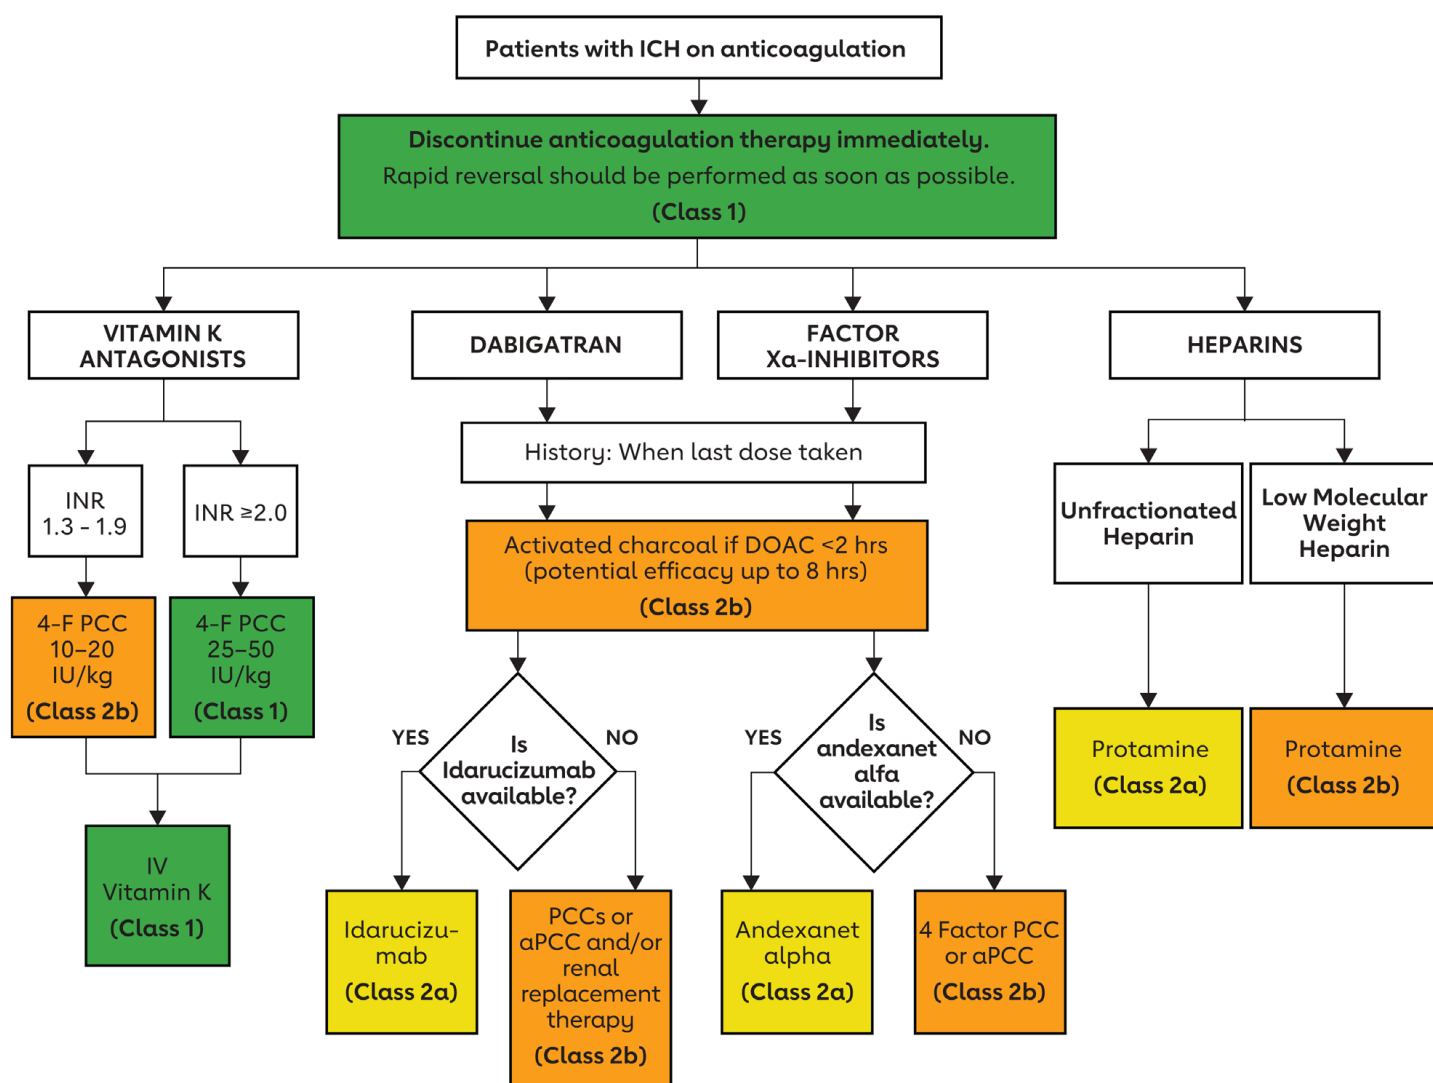 Patients with ICH on anticoagulation
Discontinue anticoagulation therapy immediately.
Rapid reversal should be performed as soon as possible.
(Class 1)
VITAMIN K
ANTAGONISTS
DABIGATRAN
FACTOR
Xa-INHIBITORS
HEPARINS
History: When last dose taken
INR
1.3 - 1.9
INR ≥2.0
Unfractionated
Heparin
Low Molecular
Weight
Heparin
Activated charcoal if DOAC <2 hrs
(potential efficacy up to 8 hrs)
(Class 2b)
4-F PCC
10–20
IU/kg
(Class 2b)
4-F PCC
25–50
IU/kg
(Class 1)
IV
Vitamin K
(Class 1)
YES
Is
Idarucizumab
available?
NO
YES
Is
andexanet
alfa
available?
NO
Protamine
(Class 2a)
Protamine
(Class 2b)
Idarucizu-
mab
(Class 2a)
PCCs or
aPCC and/or
renal
replacement
therapy
(Class 2b)
Andexanet
alpha
(Class 2a)
4 Factor PCC
or aPCC
(Class 2b)